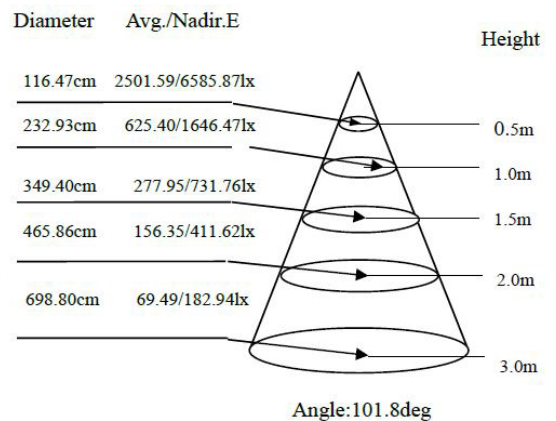 Diameter Avg./Nadir.E
Height
116.47cm 2501.59/6585.87lx
232.93cm 625.40/1646.47lx
0.5m
349.40cm 277.95/731.76lx
1.0m
1.5m
465.86cm 156.35/411.62lx
2.0m
698.80cm 69.49/182.94lx
3.0m
Angle:101.8deg